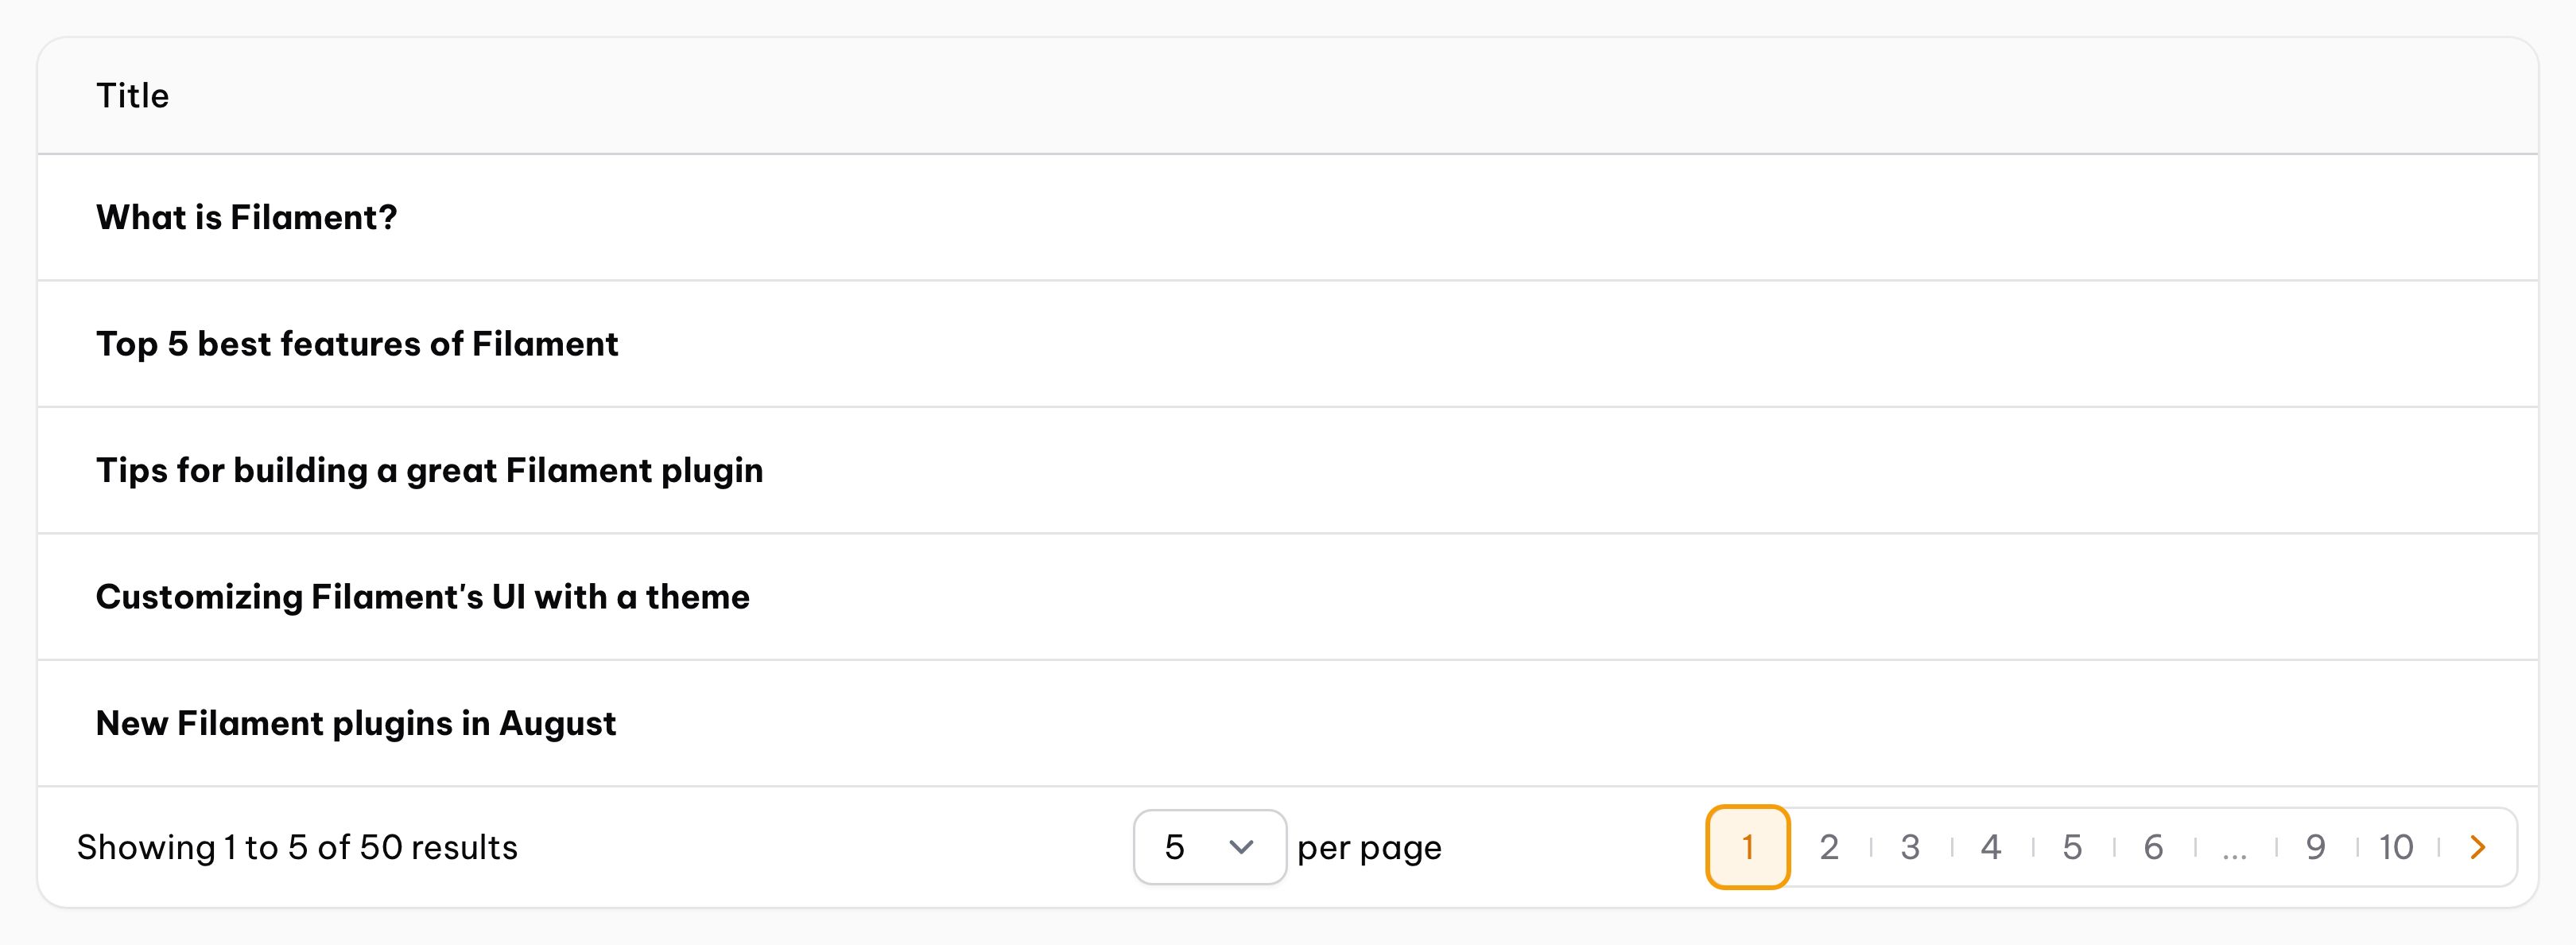 Title
What is Filament?
Top 5 best features of Filament
Tips for building a great Filament plugin
Customizing Filament's UI with a theme
New Filament plugins in August
Showing 1 to 5 of 50 results 5 per page 1 2 3 4 5 6 ... 9 10